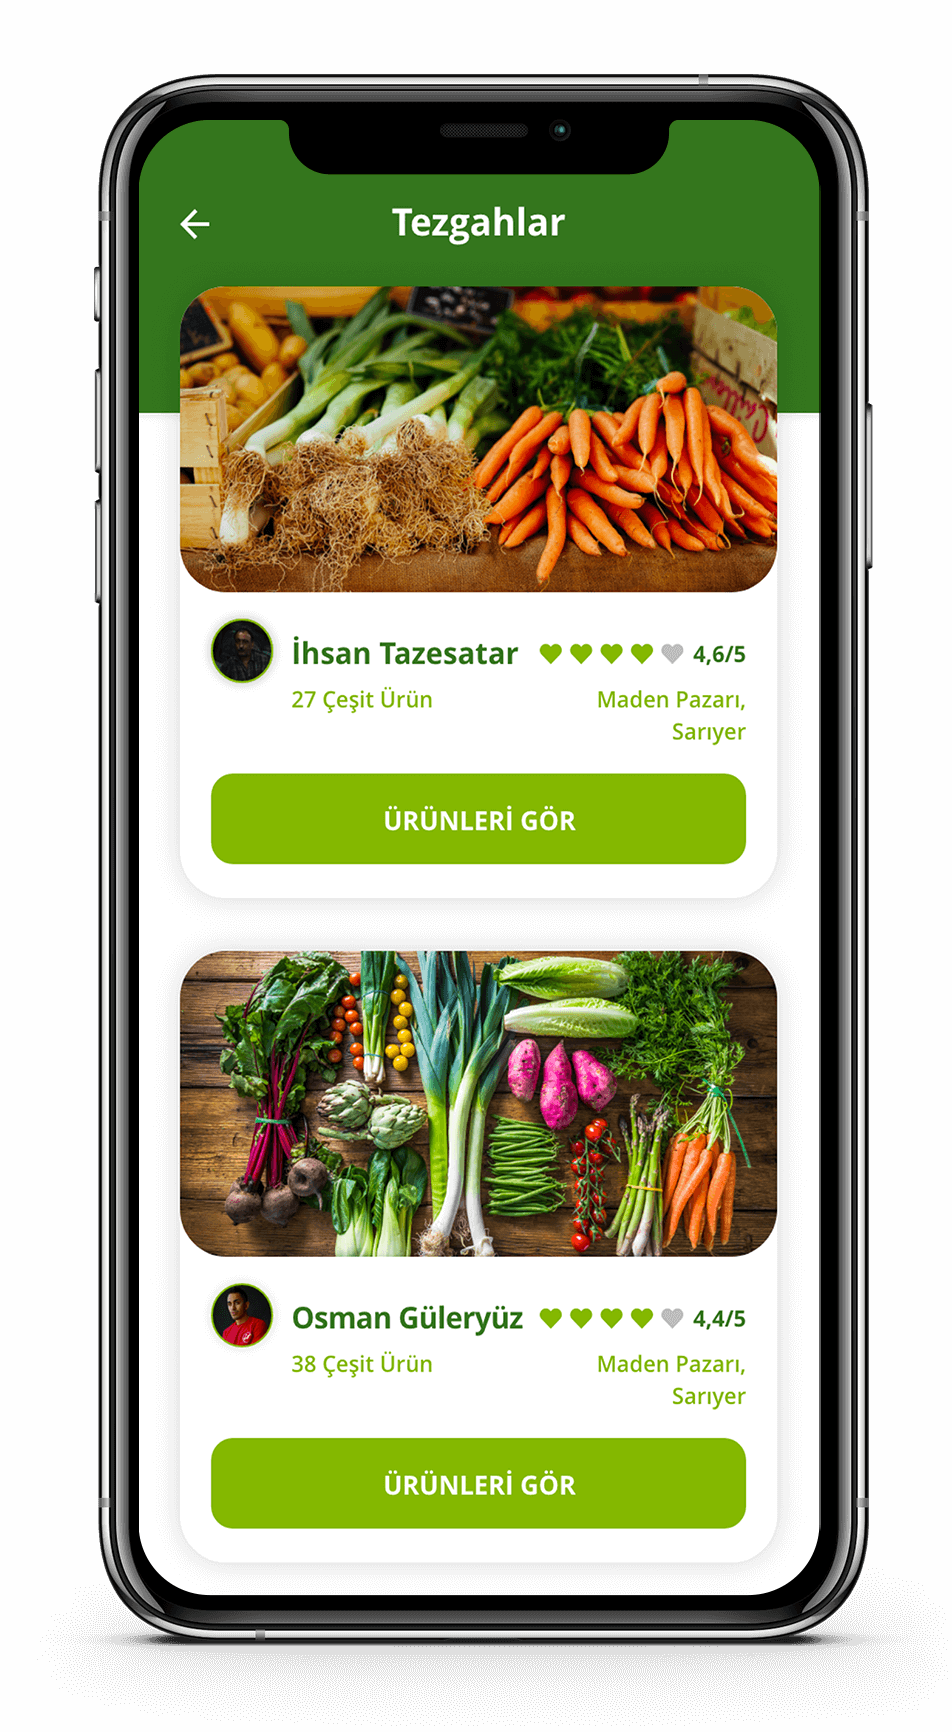 Tezgahlar
İhsan Tazesatar
4,6/5
27 Çeşit Ürün
Maden Pazarı,
Sarıyer
ÜRÜNLERİ GÖR
Osman Güleryüz
4,4/5
38 Çeşit Ürün
Maden Pazarı,
Sarıyer
ÜRÜNLERİ GÖR